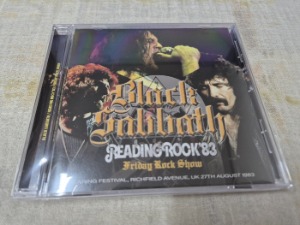 Black
Sabbath
READING ROCK '83
Friday Rock Show
FESTIVAL, RICHFIELD AVENUE, UK 27TH AUGUST 1983